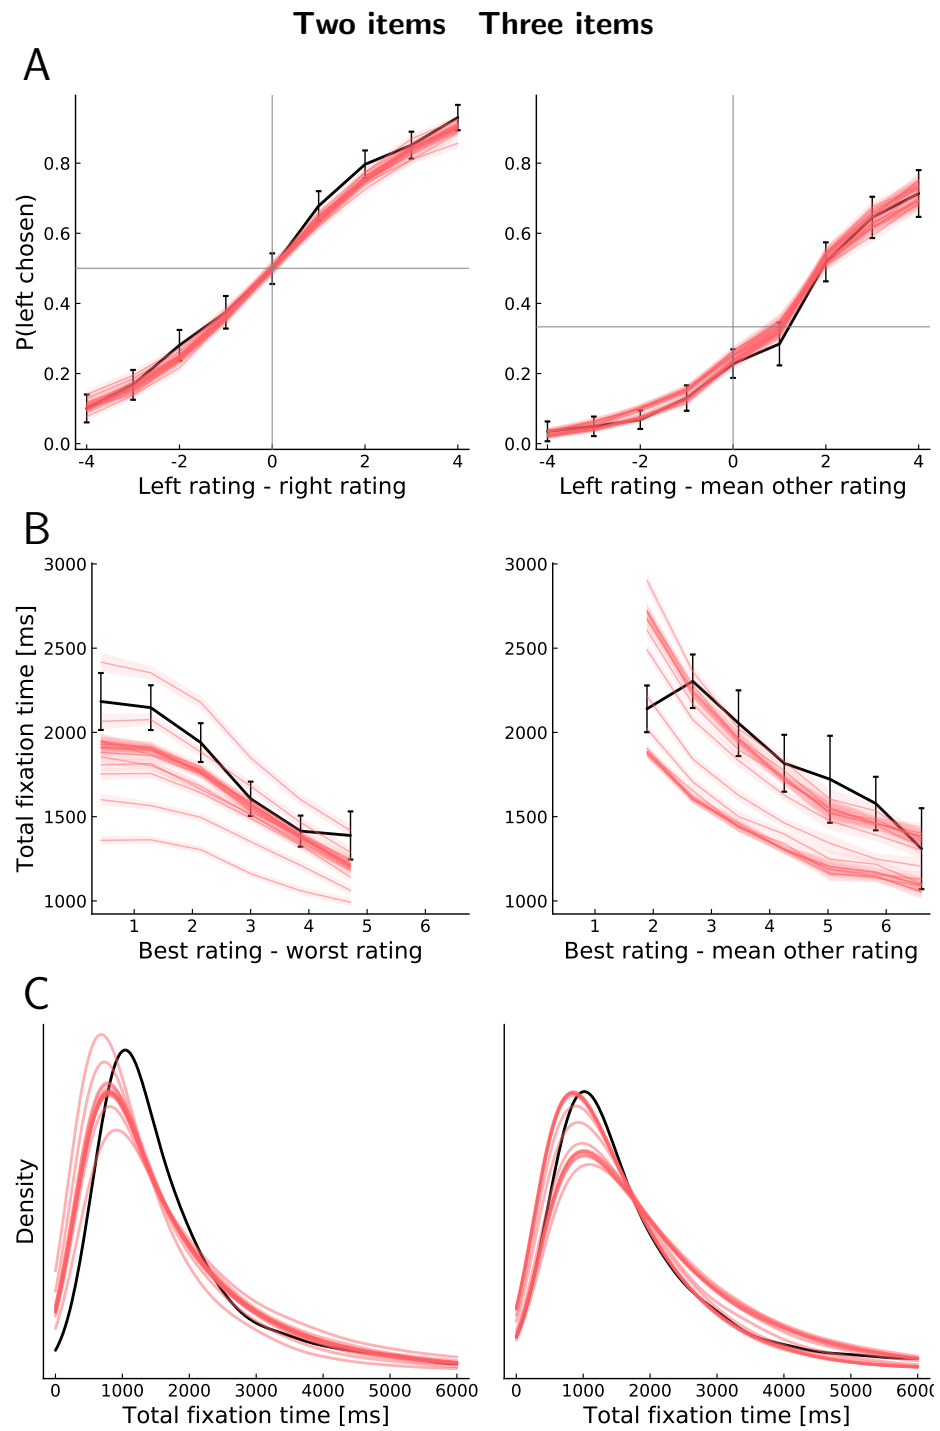 Two items Three items
A
P(left chosen)
0.8
0.6
0.4
0.2
0.0
-4 -2 0 2 4
Left rating - right rating
0.8
0.6
0.4
0.2
0.0
-4 -2 0 2 4
Left rating - mean other rating
B
Total fixation time [ms]
3000
2500
2000
1500
1000
1 2 3 4 5 6
Best rating - worst rating
3000
2500
2000
1500
1000
1 2 3 4 5 6
Best rating - mean other rating
C
Density
0 1000 2000 3000 4000 5000 6000
Total fixation time [ms]
0 1000 2000 3000 4000 5000 6000
Total fixation time [ms]